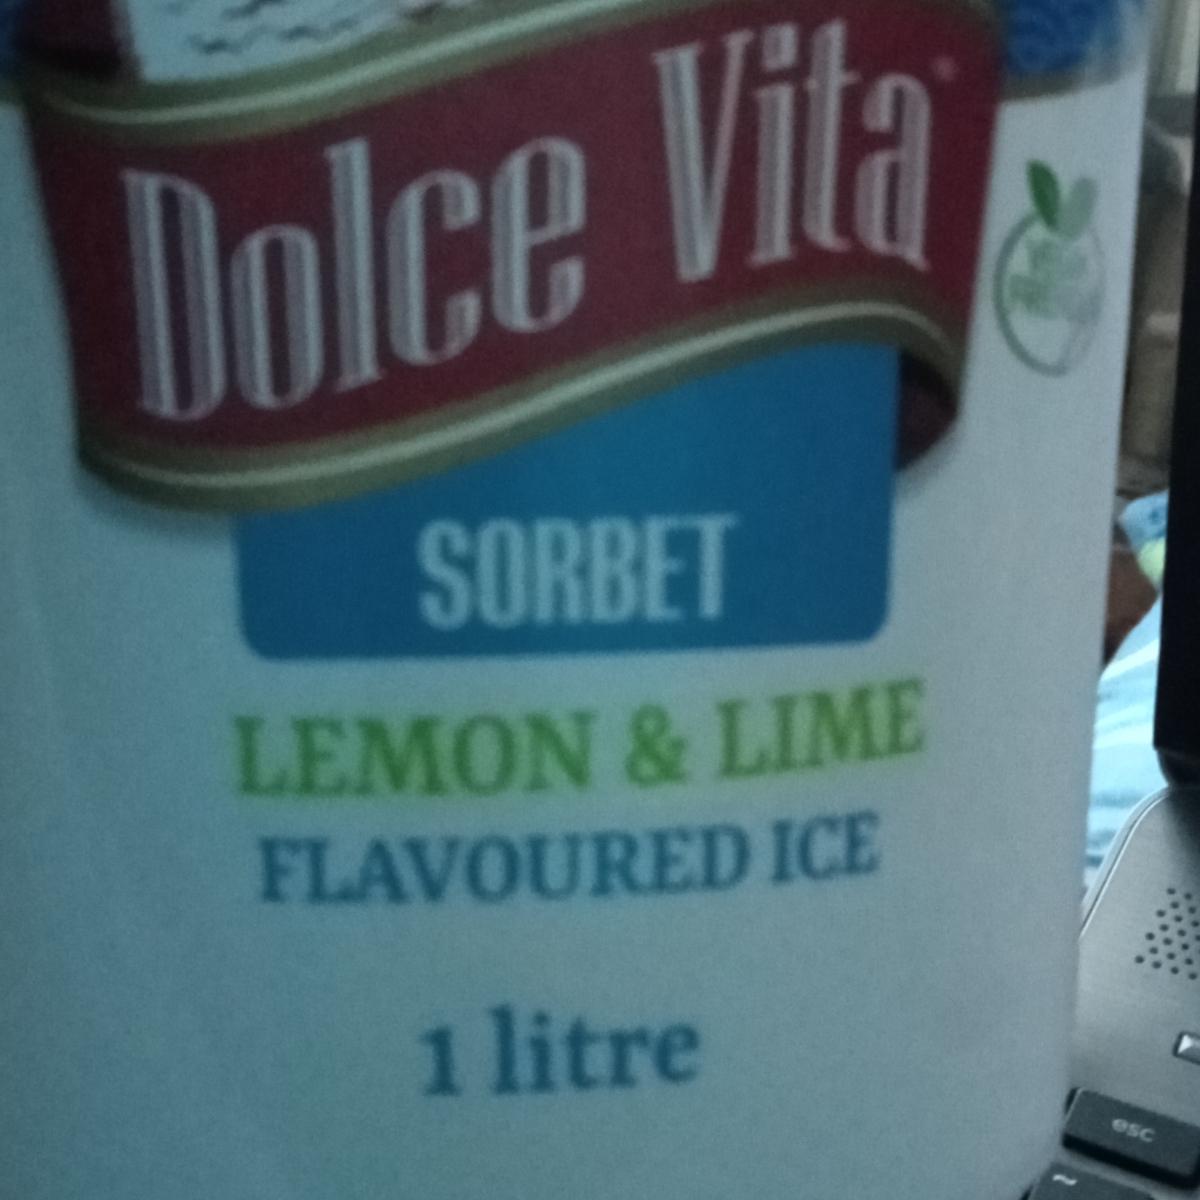 Dolce Vita
SORBET
LEMON & LIME
FLAVOURED ICE
1 litre
esc
~